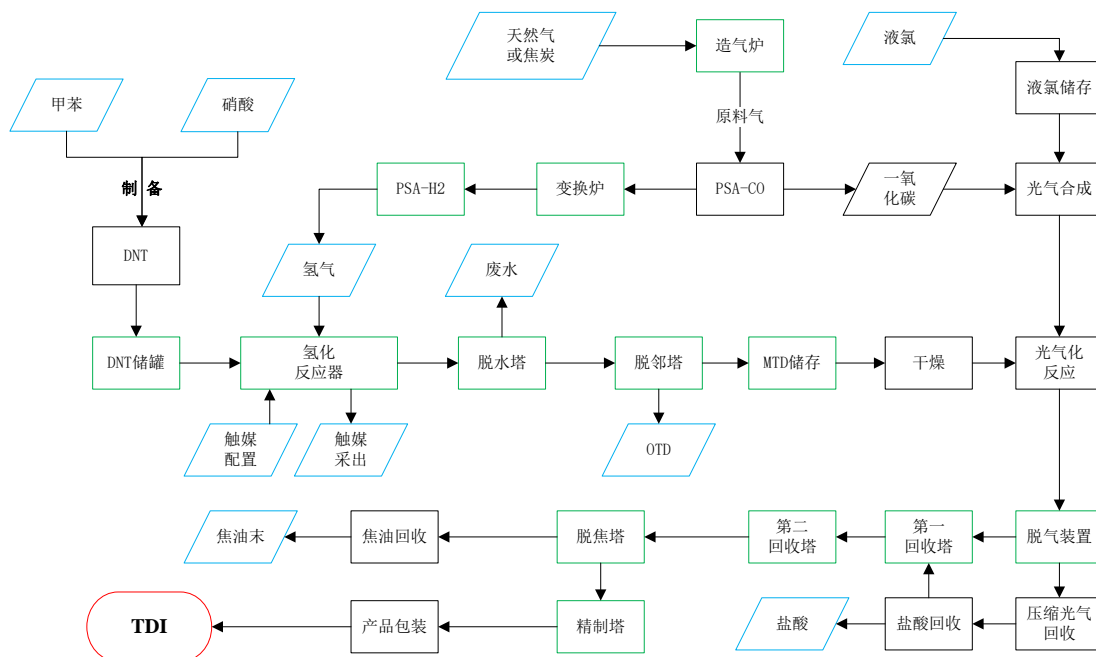 天然气
或焦炭
造气炉
液氯
甲苯
硝酸
液氯储存
原料气
制 备
PSA-H2
变换炉
PSA-CO
一氧
化碳
光气合成
DNT
氢气
废水
DNT储罐
氢化
反应器
脱水塔
脱邻塔
MTD储存
干燥
光气化
反应
触媒
配置
触媒
采出
OTD
焦油末
焦油回收
脱焦塔
第二
回收塔
第一
回收塔
脱气装置
TDI
产品包装
精制塔
盐酸
盐酸回收
压缩光气
回收